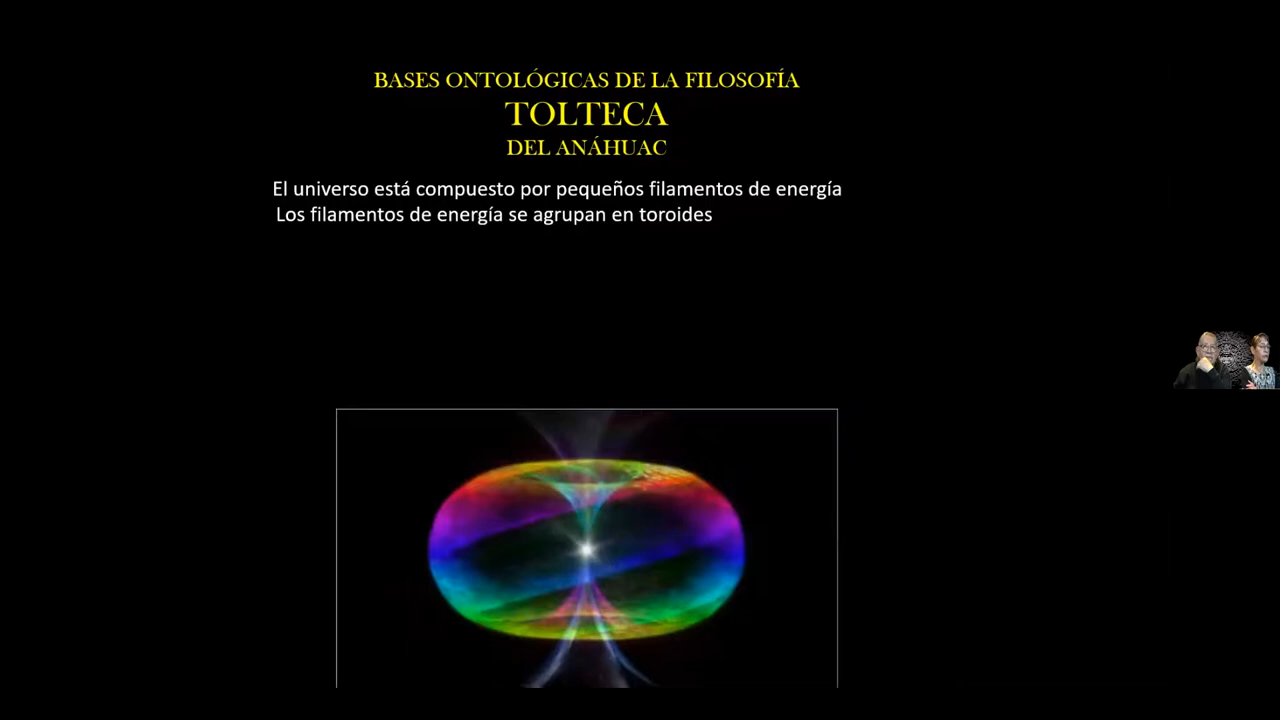 BASES ONTOLÓGICAS DE LA FILOSOFÍA
TOLTECA
DEL ANÁHUAC
El universo está compuesto por pequeños filamentos de energía
Los filamentos de energía se agrupan en toroides